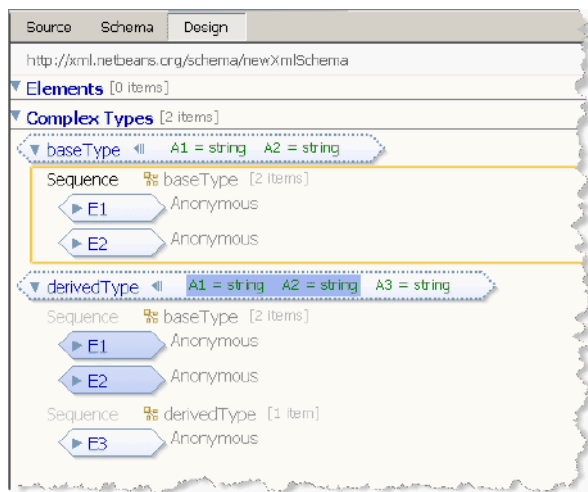 Source Schema Design
http://xml.netbeans.org/schema/newXmlSchema
Elements [0 items]
Complex Types [2 items]
baseType A1 = string A2 = string
Sequence baseType [2 items]
E1 Anonymous
E2 Anonymous
derivedType A1 = string A2 = string A3 = string
Sequence baseType [2 items]
E1 Anonymous
E2 Anonymous
Sequence derivedType [1 item]
E3 Anonymous